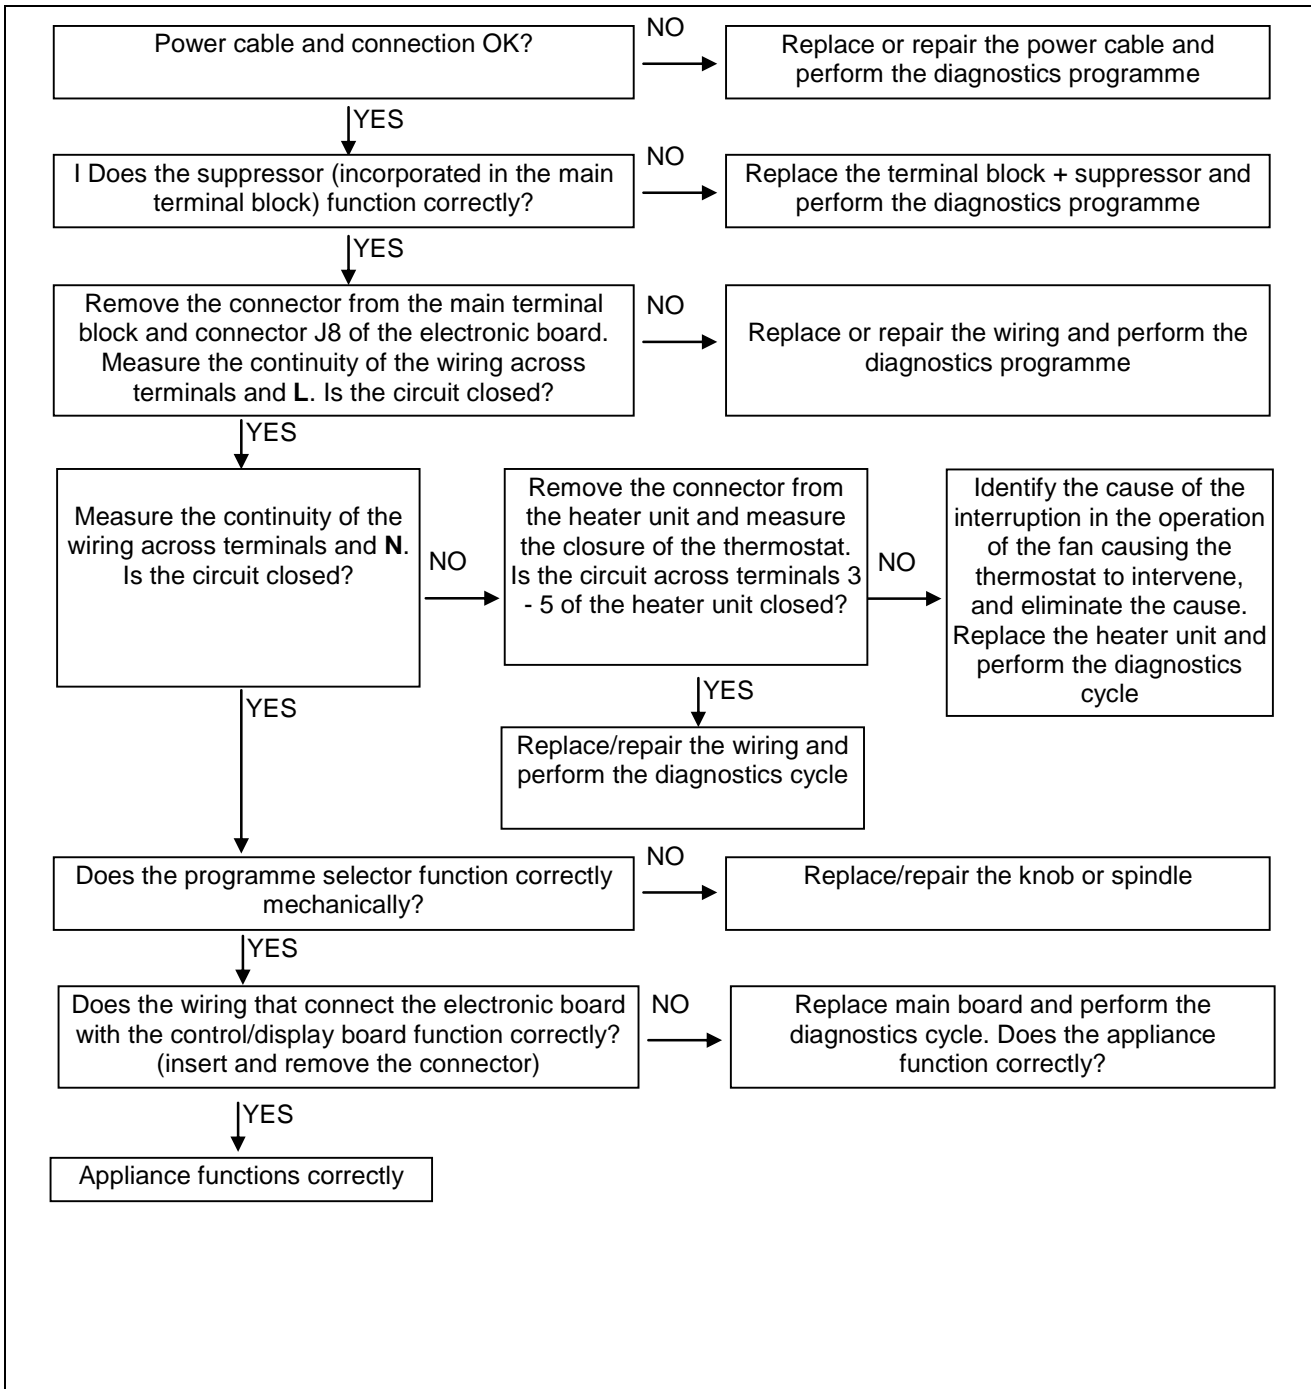 Power cable and connection OK?
NO
Replace or repair the power cable and
perform the diagnostics programme
YES
I Does the suppressor (incorporated in the main
terminal block) function correctly?
NO
Replace the terminal block + suppressor and
perform the diagnostics programme
YES
Remove the connector from the main terminal
block and connector J8 of the electronic board.
Measure the continuity of the wiring across
terminals and L. Is the circuit closed?
NO
Replace or repair the wiring and perform the
diagnostics programme
YES
Measure the continuity of the
wiring across terminals and N.
Is the circuit closed?
NO
Remove the connector from
the heater unit and measure
the closure of the thermostat.
Is the circuit across terminals 3
- 5 of the heater unit closed?
NO
Identify the cause of the
interruption in the operation
of the fan causing the
thermostat to intervene,
and eliminate the cause.
Replace the heater unit and
perform the diagnostics
cycle
YES
Replace/repair the wiring and
perform the diagnostics cycle
YES
Does the programme selector function correctly
mechanically?
NO
Replace/repair the knob or spindle
YES
Does the wiring that connect the electronic board
with the control/display board function correctly?
(insert and remove the connector)
NO
Replace main board and perform the
diagnostics cycle. Does the appliance
function correctly?
YES
Appliance functions correctly